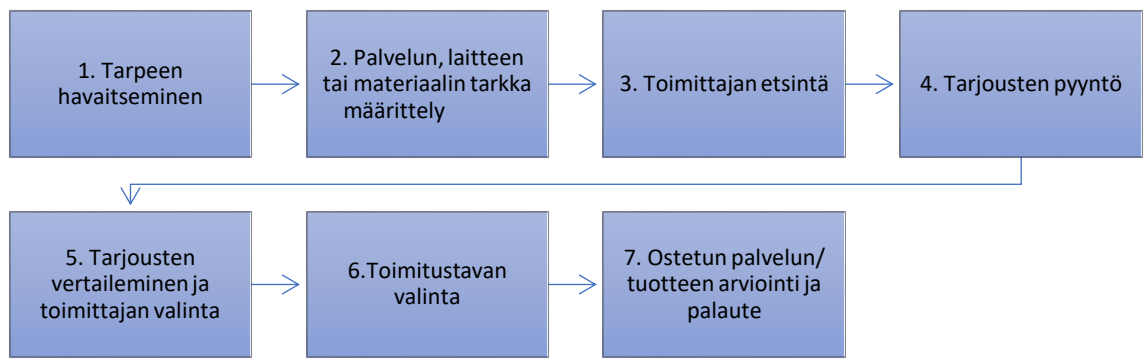 1. Tarpeen
havaitseminen
2. Palvelun, laitteen
tai materiaalin tarkka
määrittely
3. Toimittajan etsintä
4. Tarjousten pyyntö
5. Tarjousten
vertaileminen ja
toimittajan valinta
6.Toimitustavan
valinta
7. Ostetun palvelun/
tuotteen arviointi ja
palaute